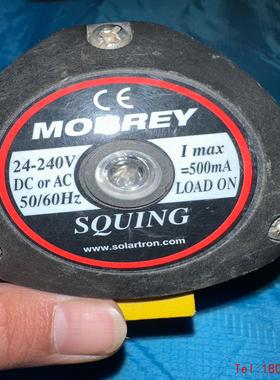 CE
MOBREY
24-240V
DC or AC
50/60Hz
I max
=500mA
LOAD ON
SQUING
www.solartron.com
Tel:180